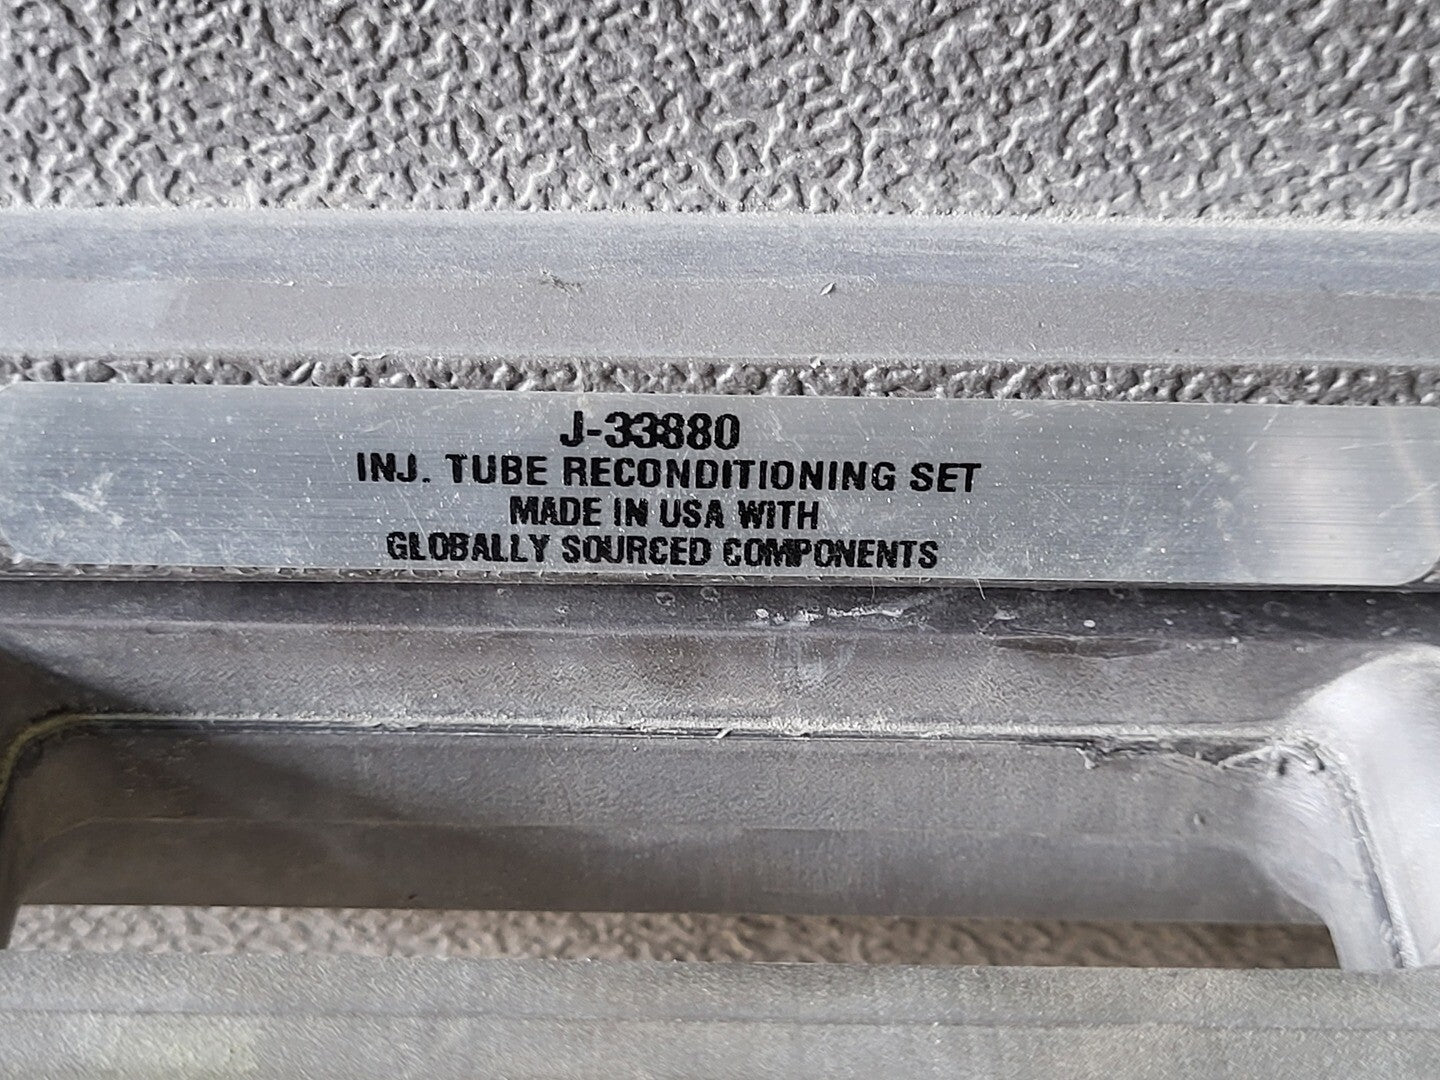 J-33880
INJ. TUBE RECONDITIONING SET
MADE IN USA WITH
GLOBALLY SOURCED COMPONENTS